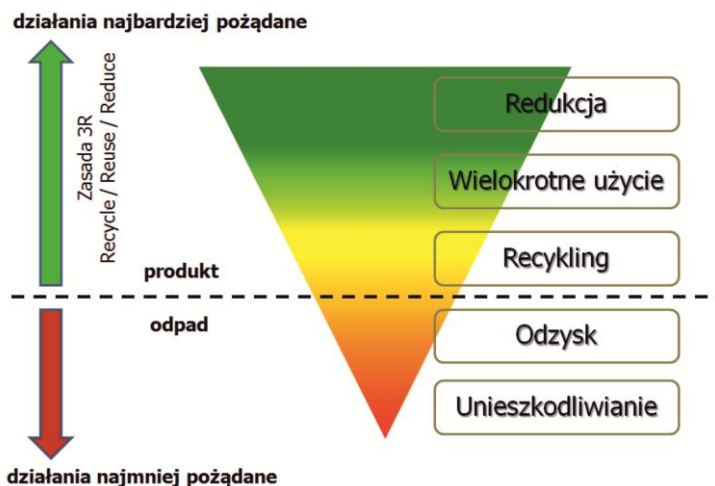 działania najbardziej pożądane
Zasada 3R
Recycle / Reuse / Reduce
Redukcja
Wielokrotne użycie
Recykling
produkt
odpad
Odzysk
Unieszkodliwianie
działania najmniej pożądane